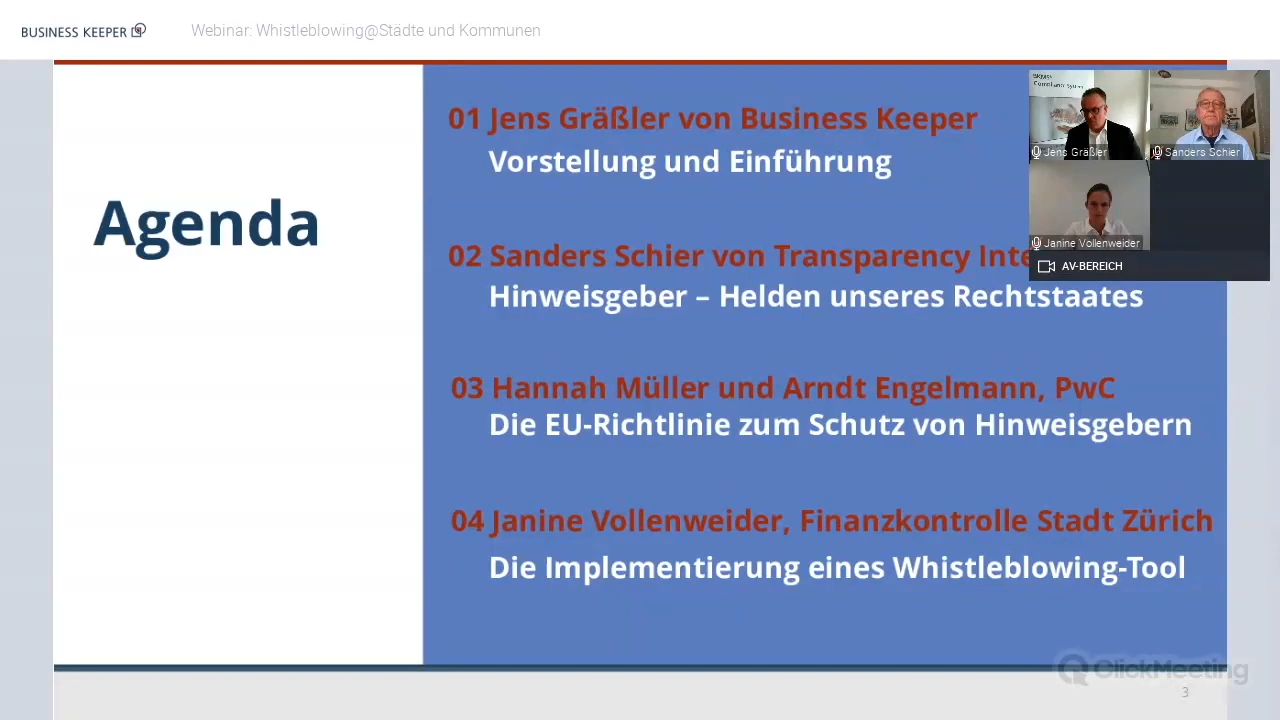 BUSINESS KEEPER
Webinar: Whistleblowing@Städte und Kommunen
Agenda
01 Jens Gräßler von Business Keeper
Vorstellung und Einführung
02 Sanders Schier von Transparency Inte
Hinweisgeber – Helden unseres Rechtstaates
03 Hannah Müller und Arndt Engelmann, PwC
Die EU-Richtlinie zum Schutz von Hinweisgebern
04 Janine Vollenweider, Finanzkontrolle Stadt Zürich
Die Implementierung eines Whistleblowing-Tool
Jens Gräßler
Sanders Schier
Janine Vollenweider
AV-BEREICH
ClickMeeting
3